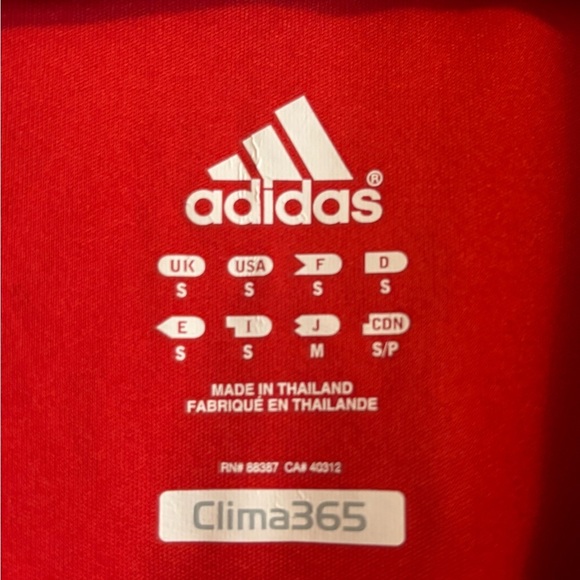 adidas®
UK USA F D
S S S S
E I J CDN
S S M S/P
MADE IN THAILAND
FABRIQUÉ EN THAILANDE
RN# 88387 CA# 40312
Clima365